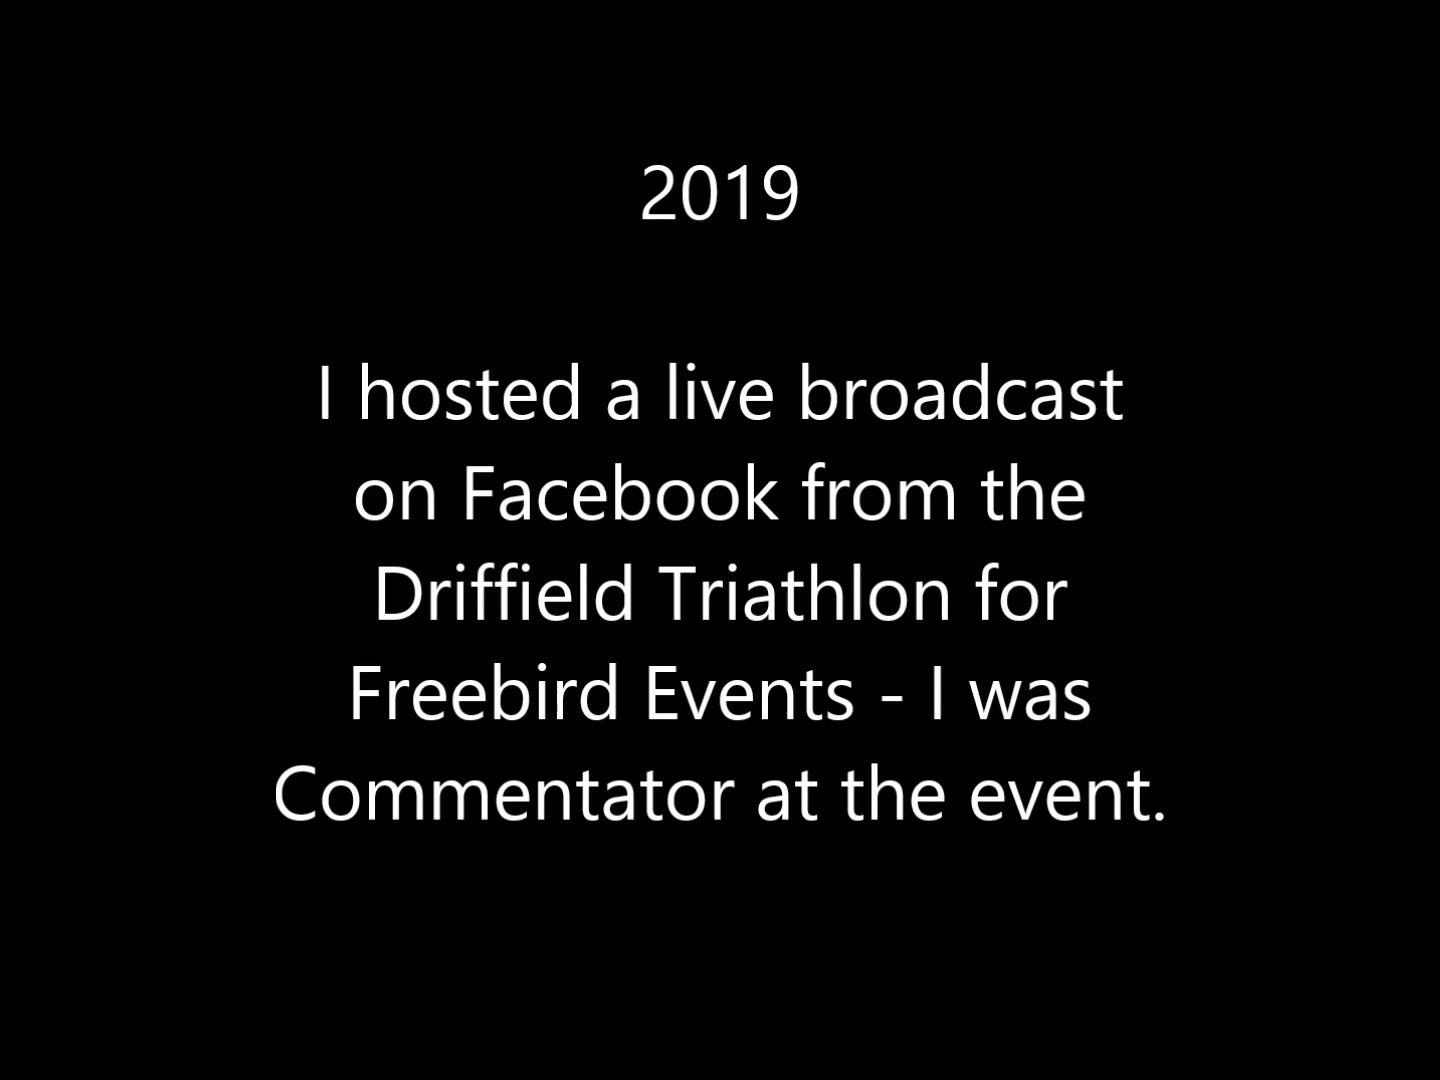 2019
I hosted a live broadcast
on Facebook from the
Driffield Triathlon for
Freebird Events - I was
Commentator at the event.